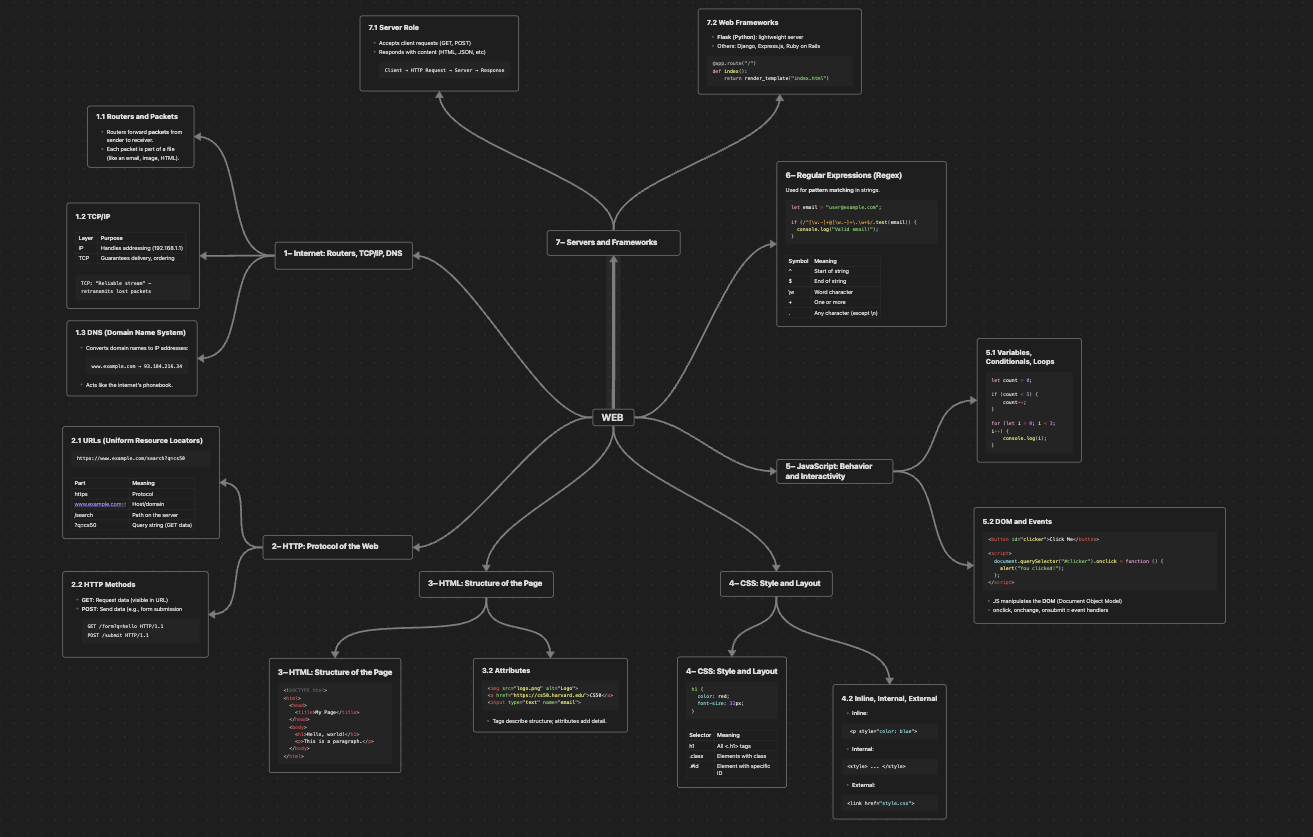 7.1 Server Role
Accepts client requests (GET, POST)
Responds with content (HTML, JSON, etc)
Client → HTTP Request → Server → Response
7.2 Web Frameworks
Flask (Python): lightweight server
Others: Django, Express.js, Ruby on Rails
@app.route("/")
def index():
return render_template("index.html")
1.1 Routers and Packets
Routers forward packets from
sender to receiver.
Each packet is part of a file
(like an email, image, HTML).
1.2 TCP/IP
Layer Purpose
IP Handles addressing (192.168.1.1)
TCP Guarantees delivery, ordering
TCP: "Reliable stream" —
retransmits lost packets
1.3 DNS (Domain Name System)
Converts domain names to IP addresses:
www.example.com → 93.184.216.34
Acts like the internet's phonebook.
1– Internet: Routers, TCP/IP, DNS
7– Servers and Frameworks
6– Regular Expressions (Regex)
Used for pattern matching in strings.
let email = "user@example.com";
if (/^[\w.-]+@[\w.-]+\.\w+$/.test(email)) {
console.log("Valid email!");
}
Symbol Meaning
^ Start of string
$ End of string
\w Word character
+ One or more
. Any character (except \n)
WEB
5.1 Variables,
Conditionals, Loops
let count = 0;
if (count < 5) {
count++;
}
for (let i = 0; i < 3;
i++) {
console.log(i);
}
5– JavaScript: Behavior
and Interactivity
5.2 DOM and Events
<button id="clicker">Click Me</button>
<script>
document.querySelector("#clicker").onclick = function () {
alert("You clicked!");
};
</script>
JS manipulates the DOM (Document Object Model)
onclick, onchange, onsubmit = event handlers
2.1 URLs (Uniform Resource Locators)
https://www.example.com/search?q=cs50
Part Meaning
https Protocol
www.example.com Host/domain
/search Path on the server
?q=cs50 Query string (GET data)
2– HTTP: Protocol of the Web
2.2 HTTP Methods
GET: Request data (visible in URL)
POST: Send data (e.g., form submission
GET /form?q=hello HTTP/1.1
POST /submit HTTP/1.1
3– HTML: Structure of the Page
4– CSS: Style and Layout
3– HTML: Structure of the Page
<!DOCTYPE html>
<html>
<head>
<title>My Page</title>
</head>
<body>
<h1>Hello, world!</h1>
<p>This is a paragraph.</p>
</body>
</html>
3.2 Attributes
<img src="logo.png" alt="Logo">
<a href="https://cs50.harvard.edu">CS50</a>
<input type="text" name="email">
Tags describe structure; attributes add detail.
4– CSS: Style and Layout
h1 {
color: red;
font-size: 32px;
}
Selector Meaning
h1 All <.h1> tags
.class Elements with class
.#id Element with specific
ID
4.2 Inline, Internal, External
Inline:
<p style="color: blue">
Internal:
<style> ... </style>
External:
<link href="style.css">